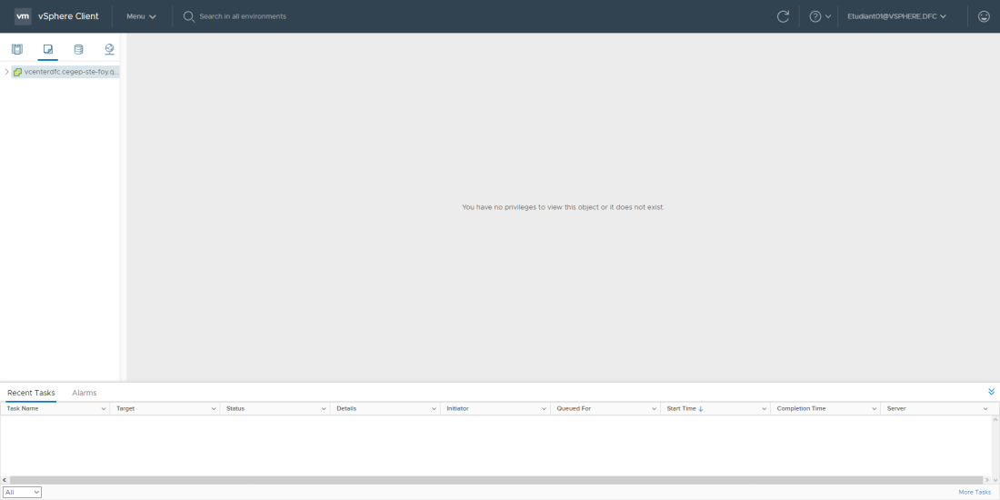 vm vSphere Client Menu Search in all environments Etudiant01@VSPHERE.DFC
vcenterdfc.cegep-ste-foy.q...
You have no privileges to view this object or it does not exist.
Recent Tasks Alarms
Task Name Target Status Details Initiator Queued For Start Time Completion Time Server
All More Tasks